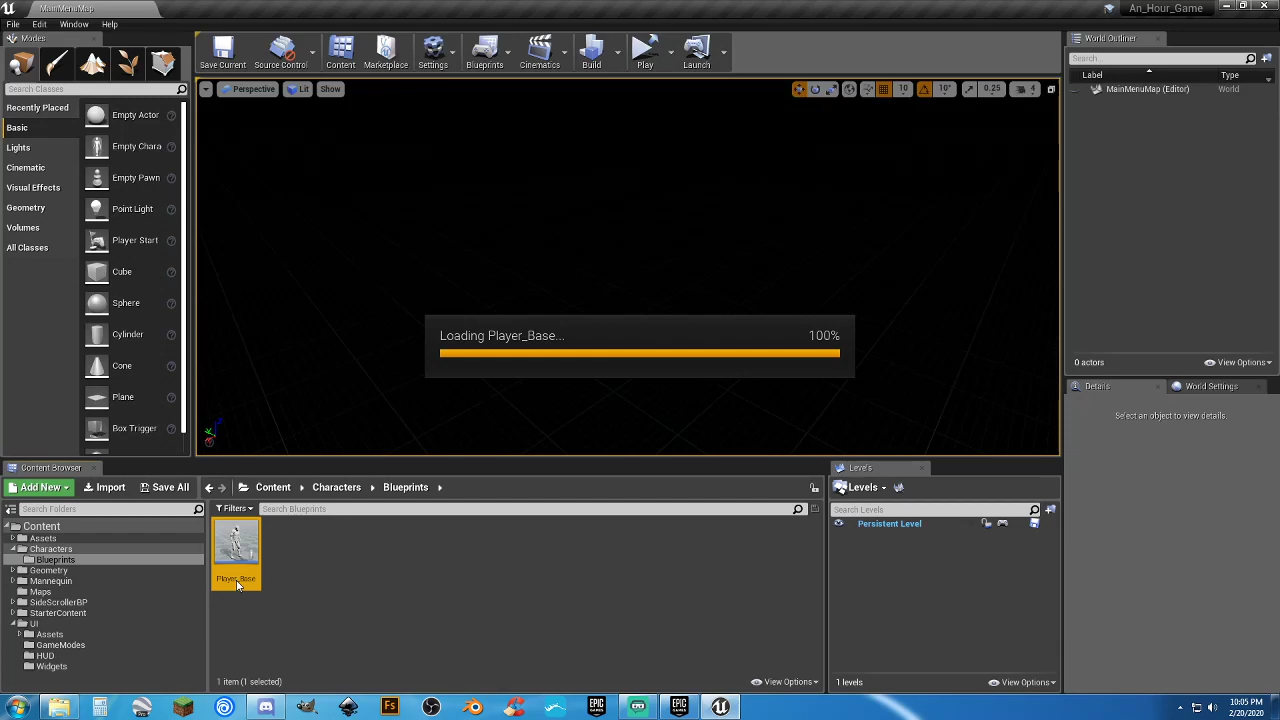 MainMenuMap
An_Hour_Game
File Edit Window Help
Modes
Search Classes
Recently Placed
Basic
Lights
Cinematic
Visual Effects
Geometry
Volumes
All Classes
Empty Actor
Empty Chara
Empty Pawn
Point Light
Player Start
Cube
Sphere
Cylinder
Cone
Plane
Box Trigger
Save Current
Source Control
Content
Marketplace
Settings
Blueprints
Cinematics
Build
Play
Launch
Perspective
Lit
Show
10
10°
0.25
4
Loading Player_Base... 100%
World Outliner
Search...
Label Type
MainMenuMap (Editor) World
0 actors
View Options
Details
World Settings
Select an object to view details.
Content Browser
Add New
Import
Save All
Content
Characters
Blueprints
Search Folders
Filters
Search Blueprints
Content
Assets
Characters
Blueprints
Geometry
Mannequin
Maps
SideScrollerBP
StarterContent
UI
Assets
GameModes
HUD
Widgets
Player_Base
1 item (1 selected)
View Options
Levels
Levels
Search Levels
Persistent Level
1 levels
View Options
Pro
Fs
EPIC GAMES
EPIC GAMES
10:05 PM
2/20/2020